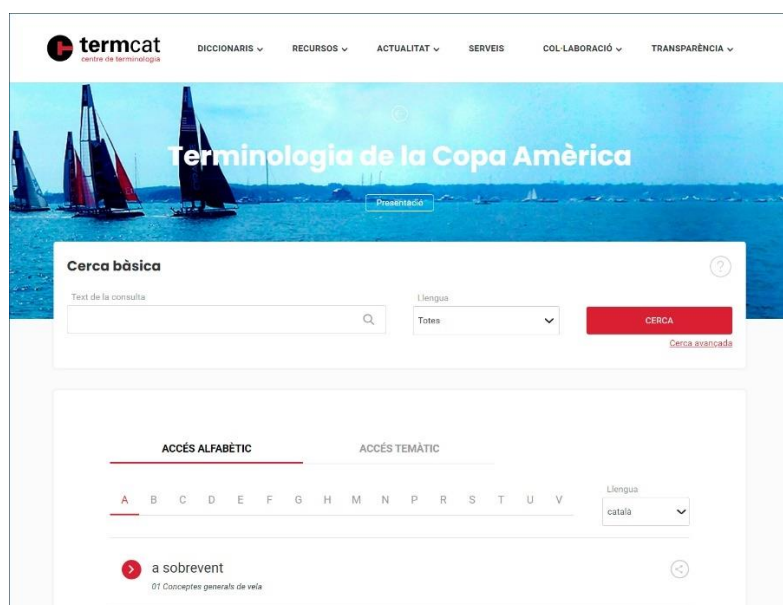 termcat
centre de terminologia
DICCIONARIS
RECURSOS
ACTUALITAT
SERVEIS
COL·LABORACIÓ
TRANSPARÈNCIA
Terminologia de la Copa Amèrica
Presentació
Cerca bàsica
?
Text de la consulta
Llengua
Totes
CERCA
Cerca avançada
ACCÉS ALFABÈTIC
ACCÉS TEMÀTIC
A B C D E F G H M N P R S T U V
Llengua
català
a sobrevent
01 Conceptes generals de vela